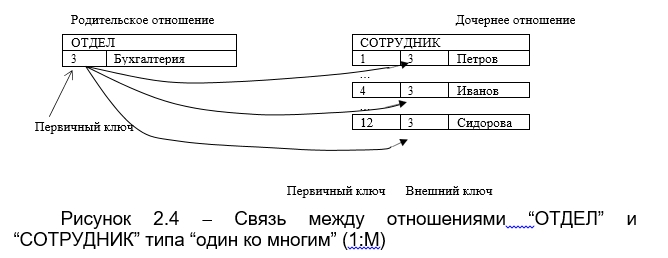 Родительское отношение Дочернее отношение
ОТДЕЛ СОТРУДНИК
3 Бухгалтерия 1 3 Петров
...
4 3 Иванов
...
Первичный ключ 12 3 Сидорова
Первичный ключ Внешний ключ
Рисунок 2.4 – Связь между отношениями “ОТДЕЛ” и
“СОТРУДНИК” типа “один ко многим” (1:М)